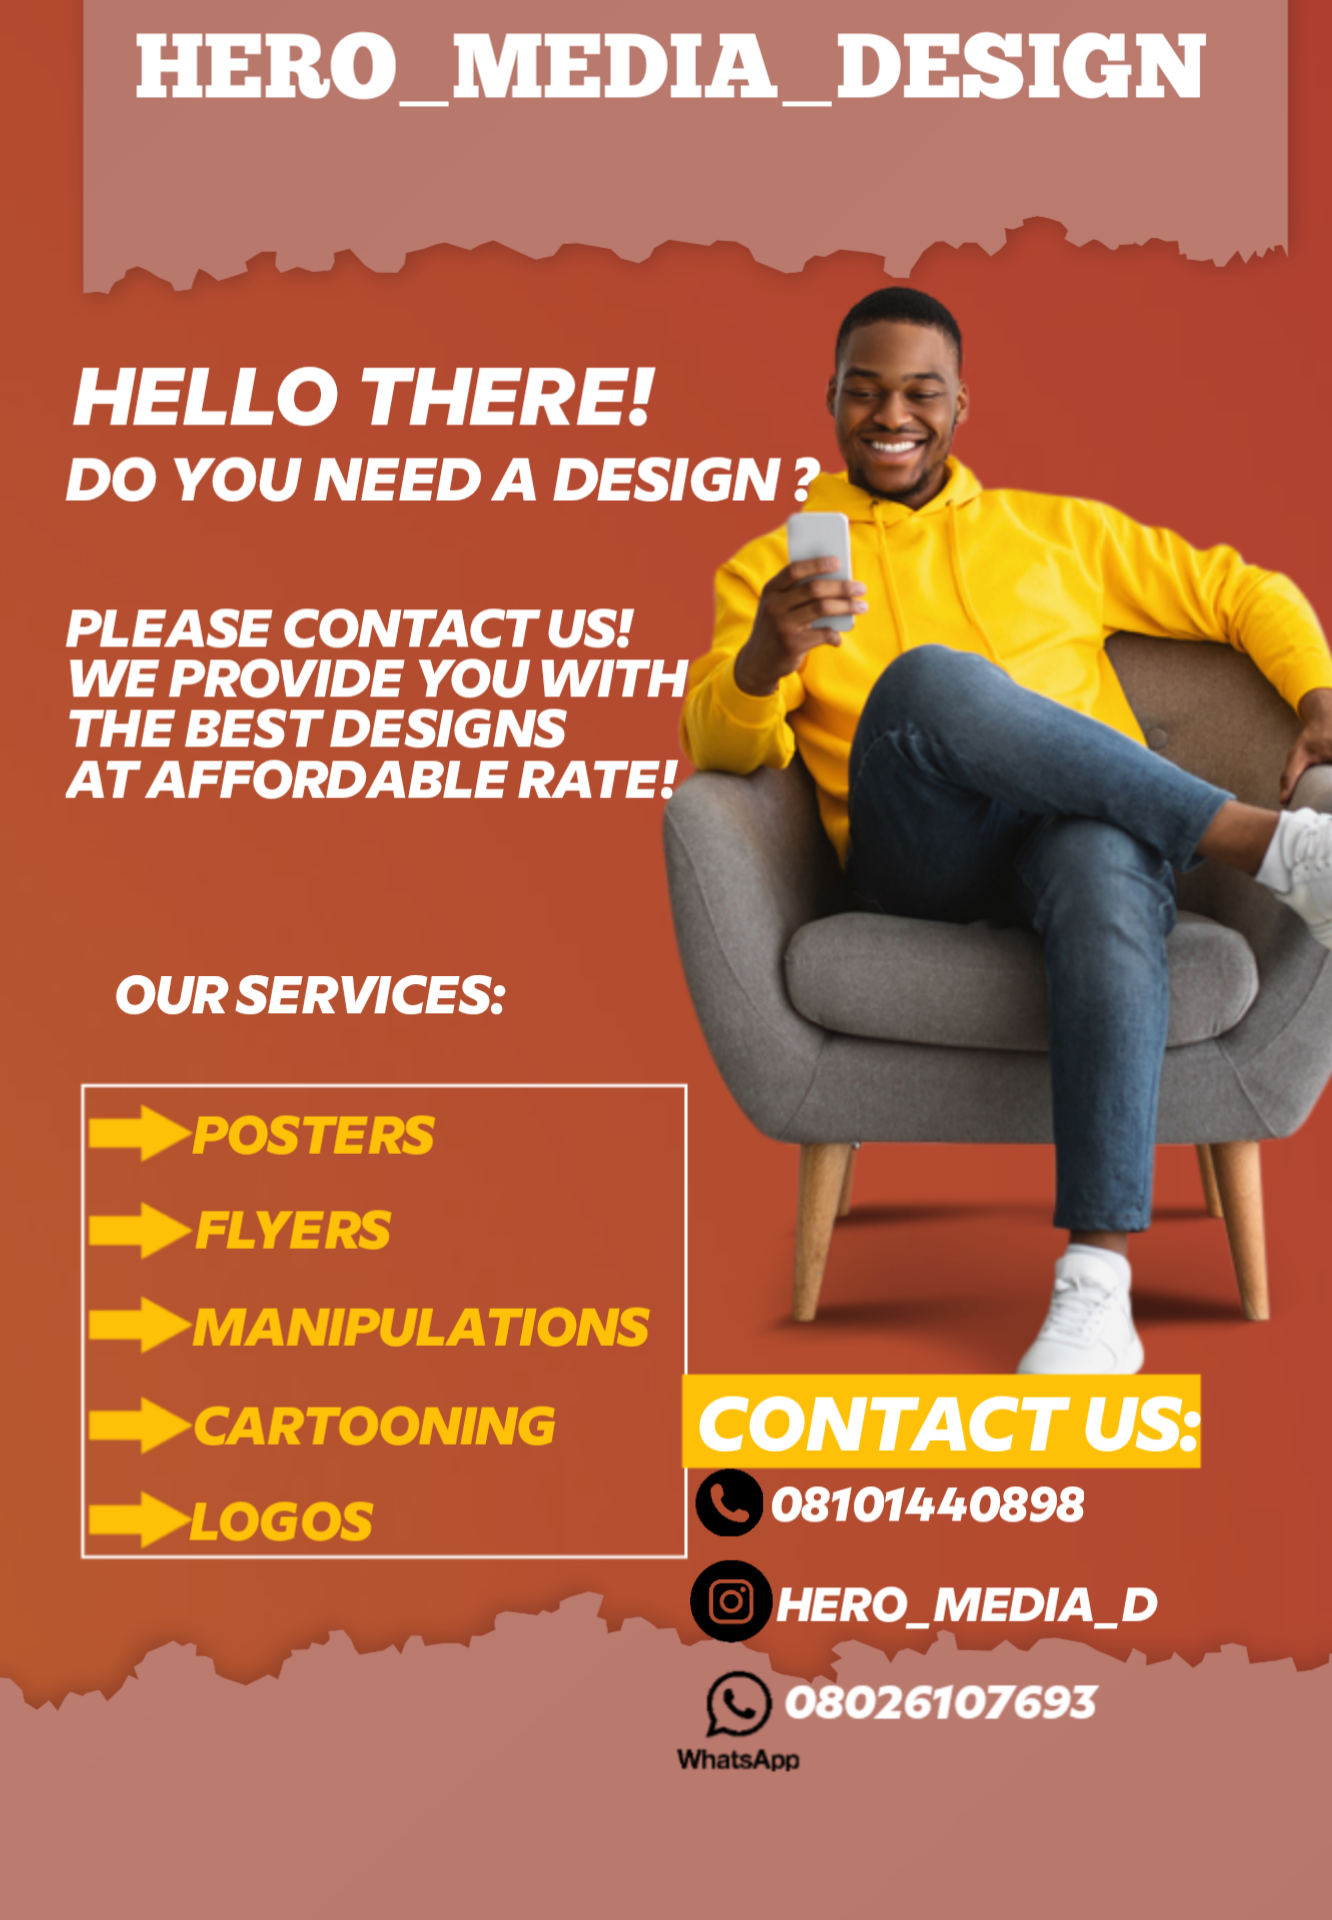 HERO_MEDIA_DESIGN
HELLO THERE!
DO YOU NEED A DESIGN ?
PLEASE CONTACT US!
WE PROVIDE YOU WITH
THE BEST DESIGNS
AT AFFORDABLE RATE!
OUR SERVICES:
POSTERS
FLYERS
MANIPULATIONS
CARTOONING
LOGOS
CONTACT US:
08101440898
HERO_MEDIA_D
08026107693
WhatsApp